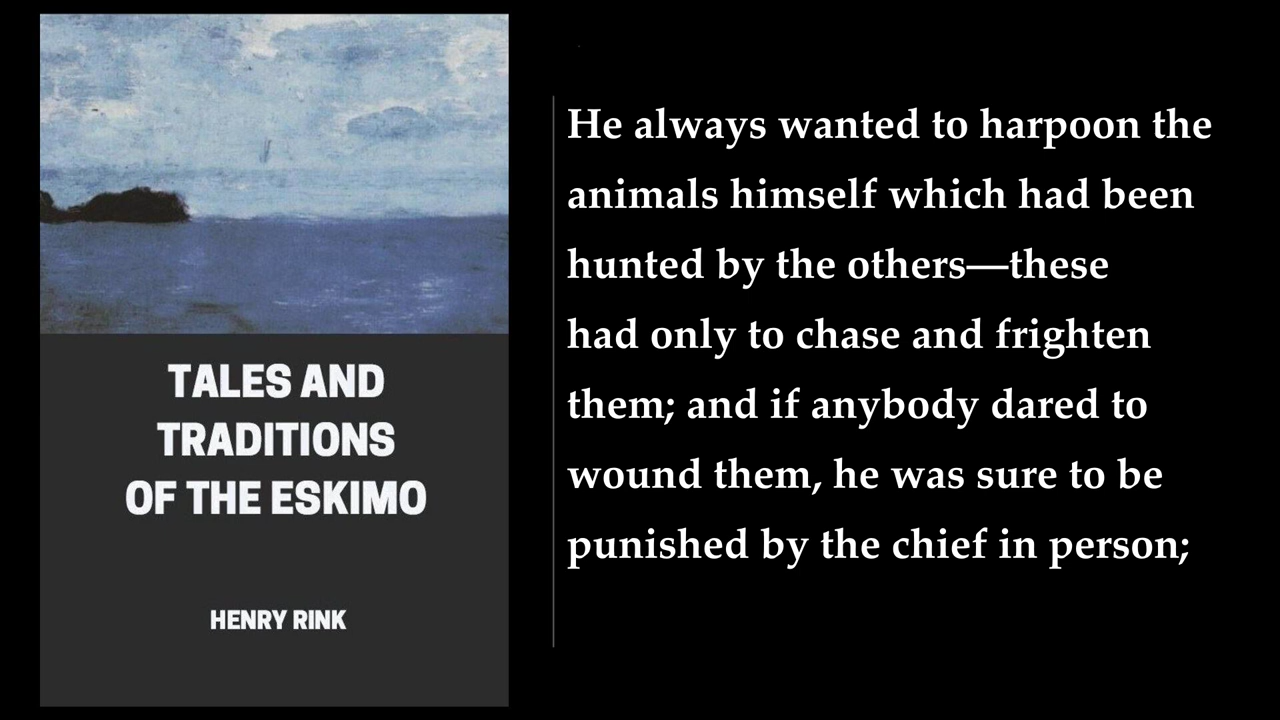 TALES AND
TRADITIONS
OF THE ESKIMO
HENRY RINK
He always wanted to harpoon the
animals himself which had been
hunted by the others—these
had only to chase and frighten
them; and if anybody dared to
wound them, he was sure to be
punished by the chief in person;